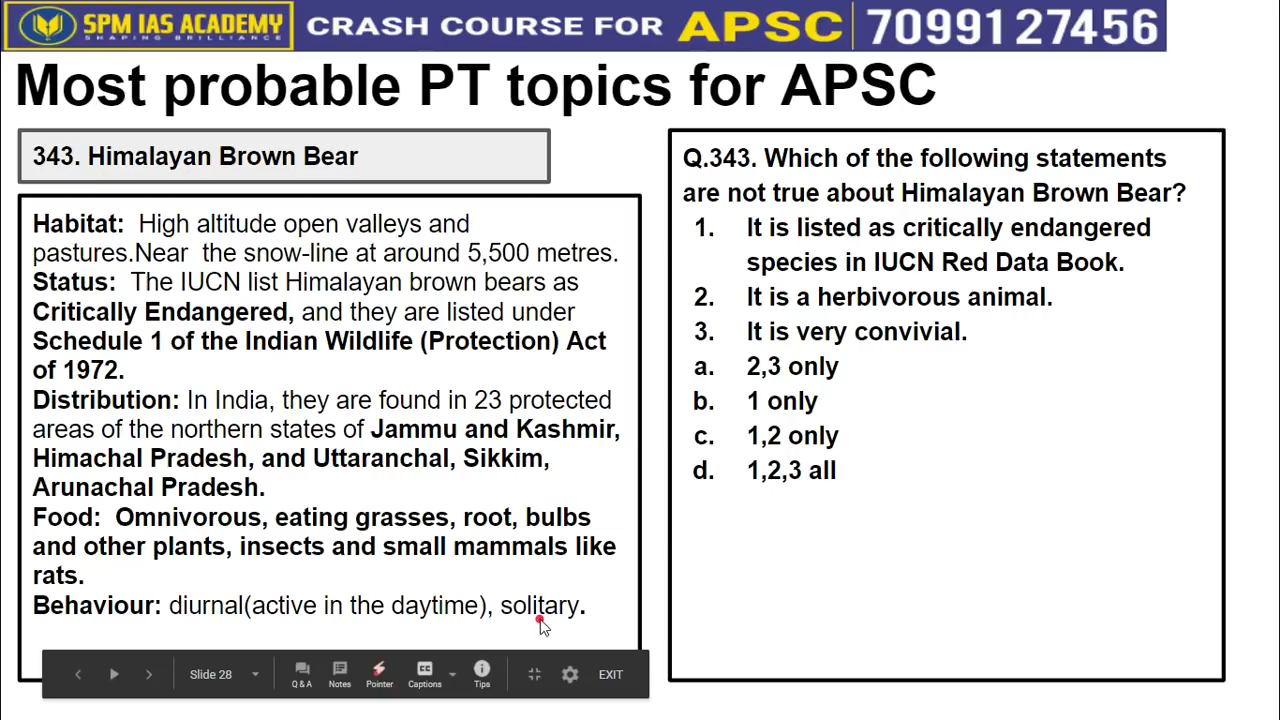 SPM IAS ACADEMY
SHAPING BRILLIANCE
CRASH COURSE FOR APSC 7099127456
Most probable PT topics for APSC
343. Himalayan Brown Bear
Habitat: High altitude open valleys and
pastures.Near the snow-line at around 5,500 metres.
Status: The IUCN list Himalayan brown bears as
Critically Endangered, and they are listed under
Schedule 1 of the Indian Wildlife (Protection) Act
of 1972.
Distribution: In India, they are found in 23 protected
areas of the northern states of Jammu and Kashmir,
Himachal Pradesh, and Uttaranchal, Sikkim,
Arunachal Pradesh.
Food: Omnivorous, eating grasses, root, bulbs
and other plants, insects and small mammals like
rats.
Behaviour: diurnal(active in the daytime), solitary.
Q.343. Which of the following statements
are not true about Himalayan Brown Bear?
1. It is listed as critically endangered
species in IUCN Red Data Book.
2. It is a herbivorous animal.
3. It is very convivial.
a. 2,3 only
b. 1 only
c. 1,2 only
d. 1,2,3 all
Slide 28
Q & A
Notes
Pointer
CC
Captions
Tips
EXIT